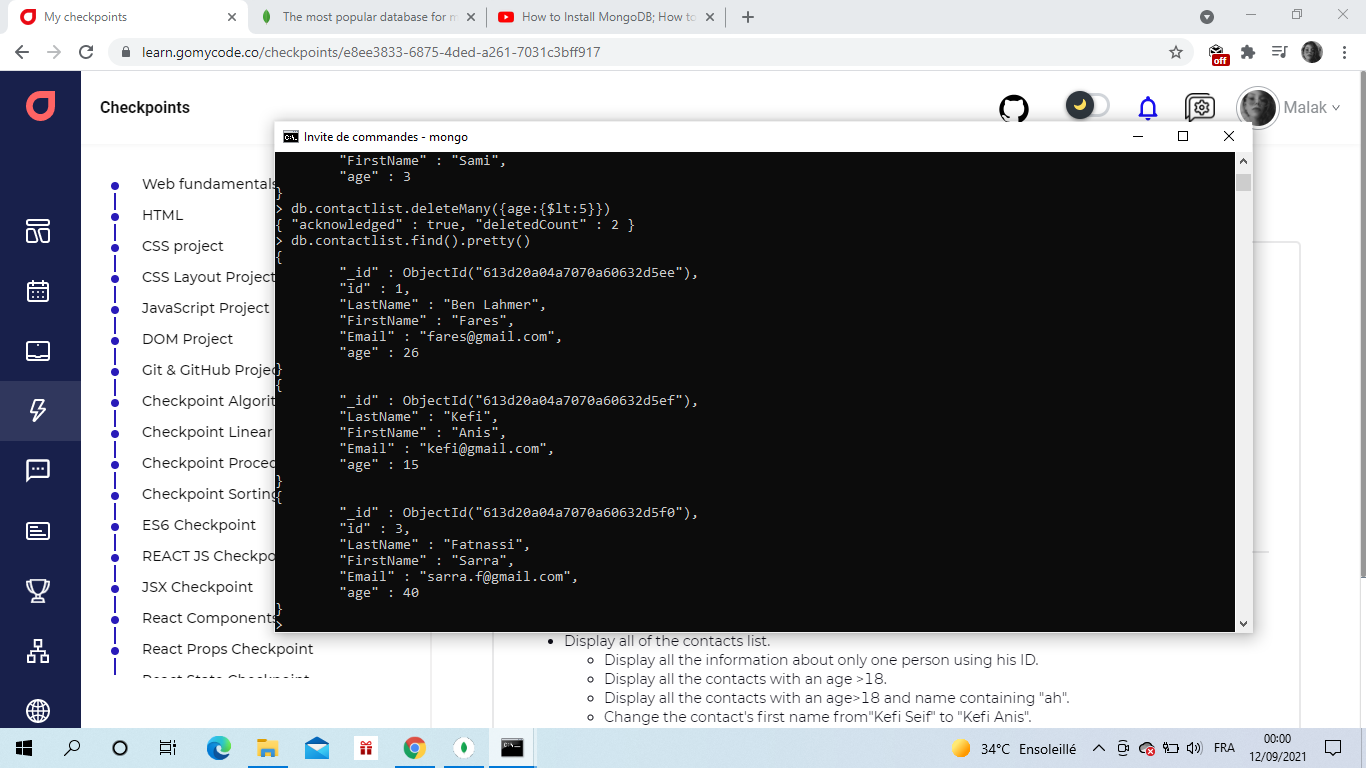 My checkpoints
The most popular database for m
How to Install MongoDB; How to
learn.gomycode.co/checkpoints/e8ee3833-6875-4ded-a261-7031c3bff917
off
Checkpoints
Malak
Invite de commandes - mongo
"FirstName" : "Sami",
"age" : 3
}
> db.contactlist.deleteMany({age:{$lt:5}})
{ "acknowledged" : true, "deletedCount" : 2 }
> db.contactlist.find().pretty()
{
"_id" : ObjectId("613d20a04a7070a60632d5ee"),
"id" : 1,
"LastName" : "Ben Lahmer",
"FirstName" : "Fares",
"Email" : "fares@gmail.com",
"age" : 26
}
{
"_id" : ObjectId("613d20a04a7070a60632d5ef"),
"LastName" : "Kefi",
"FirstName" : "Anis",
"Email" : "kefi@gmail.com",
"age" : 15
}
{
"_id" : ObjectId("613d20a04a7070a60632d5f0"),
"id" : 3,
"LastName" : "Fatnassi",
"FirstName" : "Sarra",
"Email" : "sarra.f@gmail.com",
"age" : 40
}
>
Web fundamentals
HTML
CSS project
CSS Layout Project
JavaScript Project
DOM Project
Git & GitHub Projec
Checkpoint Algorit
Checkpoint Linear
Checkpoint Proced
Checkpoint Sorting
ES6 Checkpoint
REACT JS Checkpo
JSX Checkpoint
React Components
React Props Checkpoint
React State Checkpoint
Display all of the contacts list.
Display all the information about only one person using his ID.
Display all the contacts with an age >18.
Display all the contacts with an age>18 and name containing "ah".
Change the contact's first name from"Kefi Seif" to "Kefi Anis".
34°C Ensoleillé
FRA
00:00
12/09/2021